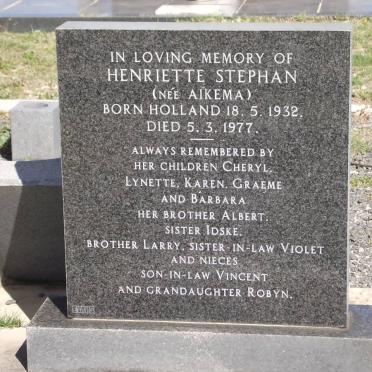 IN LOVING MEMORY OF
HENRIETTE STEPHAN
(NÉE AIKEMA)
BORN HOLLAND 18. 5. 1932.
DIED 5. 3. 1977.
ALWAYS REMEMBERED BY
HER CHILDREN CHERYL,
LYNETTE, KAREN, GRAEME
AND BARBARA
HER BROTHER ALBERT,
SISTER IDSKE,
BROTHER LARRY, SISTER-IN-LAW VIOLET
AND NIECES
SON-IN-LAW VINCENT
AND GRANDAUGHTER ROBYN.